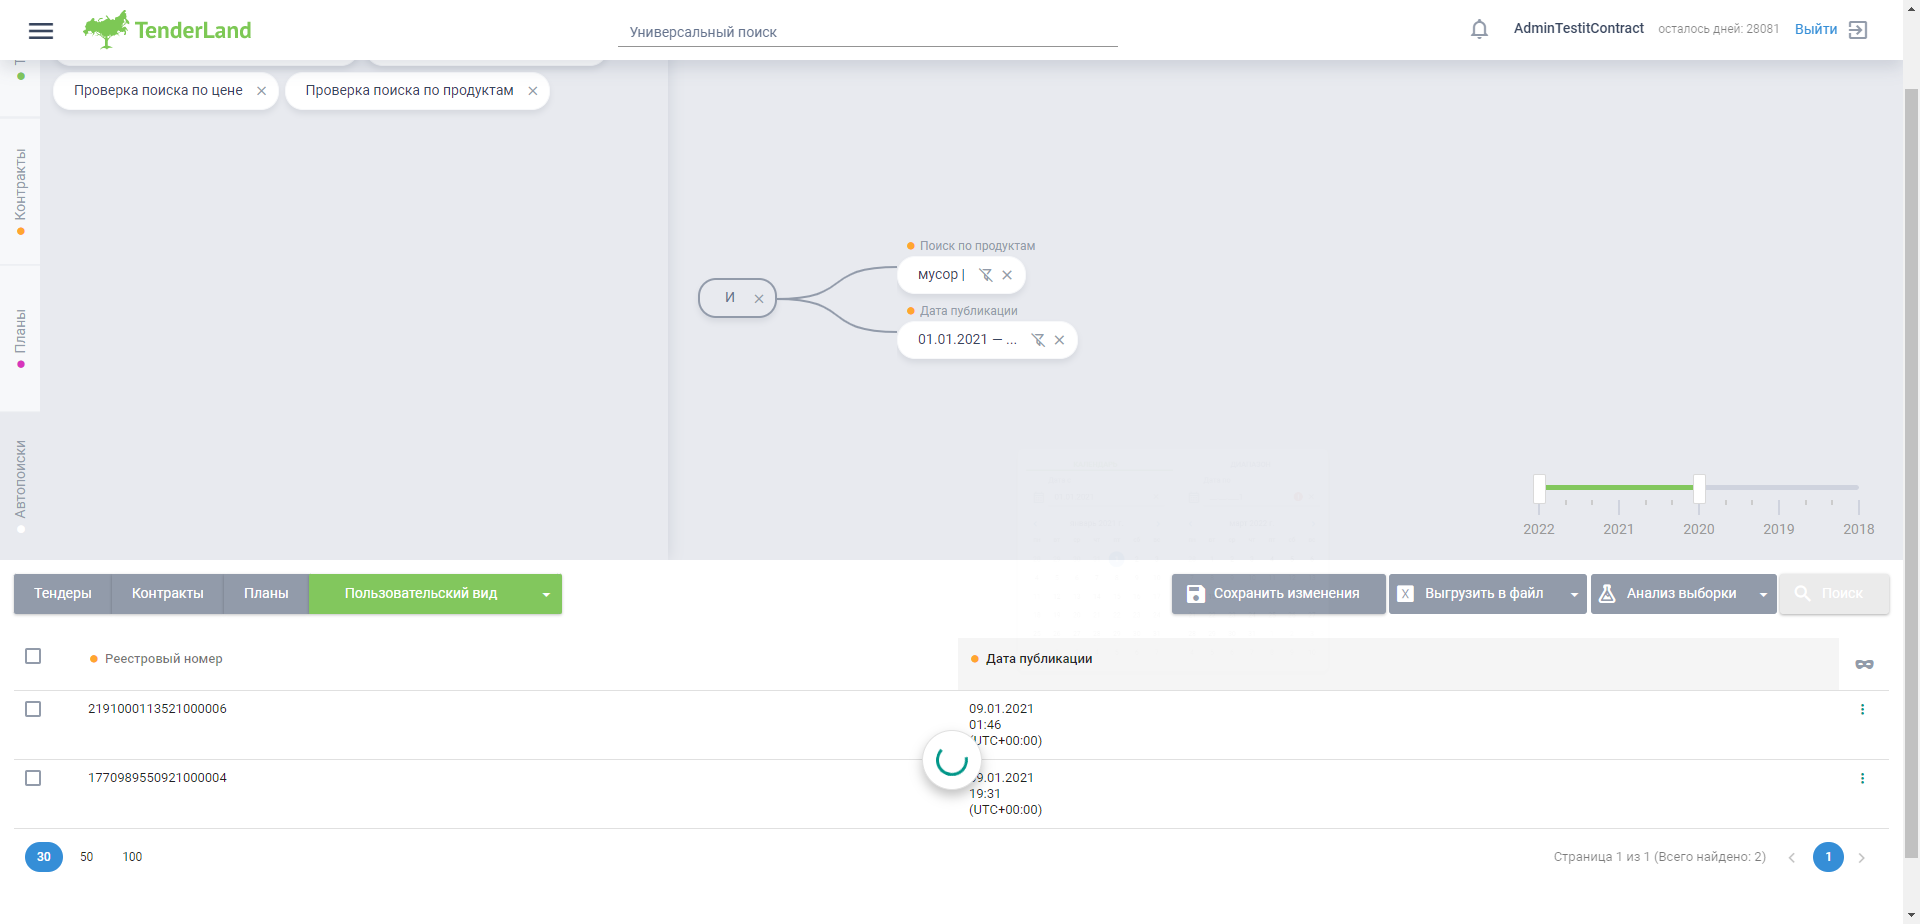 TenderLand
Универсальный поиск
AdminTestitContract
осталось дней: 28081
Выйти
Проверка поиска по цене
Проверка поиска по продуктам
Контракты
Планы
Автопоиски
И
Поиск по продуктам
мусор |
Дата публикации
01.01.2021 — ...
2022 2021 2020 2019 2018
Тендеры Контракты Планы Пользовательский вид
Сохранить изменения
X Выгрузить в файл
Анализ выборки
Поиск
Реестровый номер
Дата публикации
2191000113521000006
09.01.2021
01:46
(UTC+00:00)
1770989550921000004
09.01.2021
19:31
(UTC+00:00)
30 50 100
Страница 1 из 1 (Всего найдено: 2)
1